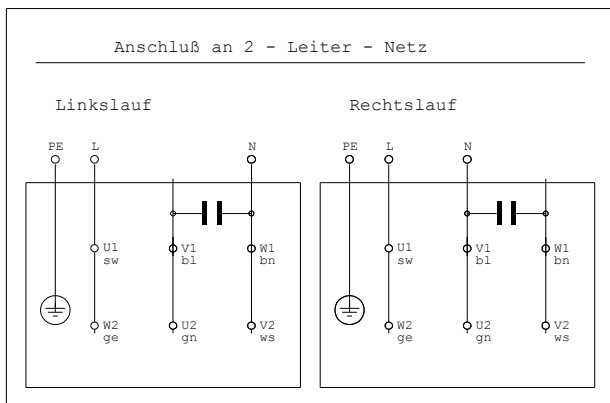 Anschluß an 2 - Leiter - Netz
Linkslauf Rechtslauf
PE L N PE L N
U1 V1 W1 U1 V1 W1
sw bl bn sw bl bn
W2 U2 V2 W2 U2 V2
ge gn ws ge gn ws